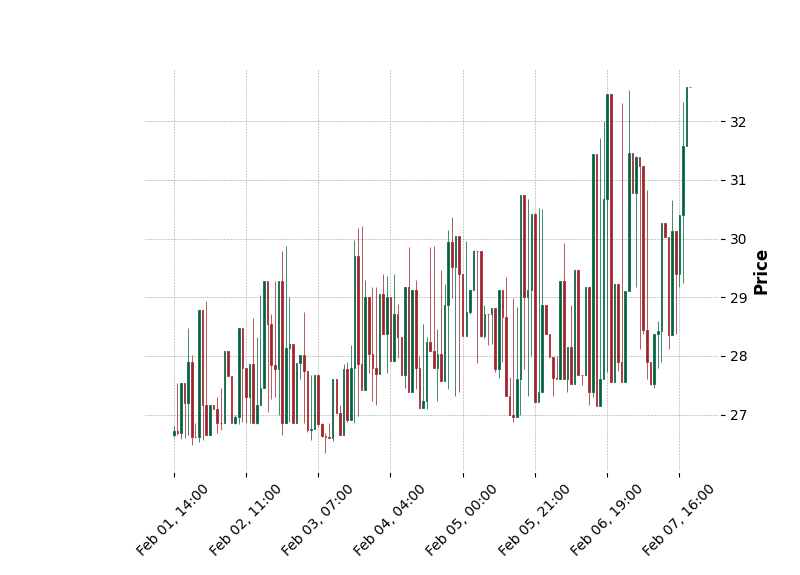 32
31
30
29
28
27
Price
Feb 01, 14:00
Feb 02, 11:00
Feb 03, 07:00
Feb 04, 04:00
Feb 05, 00:00
Feb 05, 21:00
Feb 06, 19:00
Feb 07, 16:00